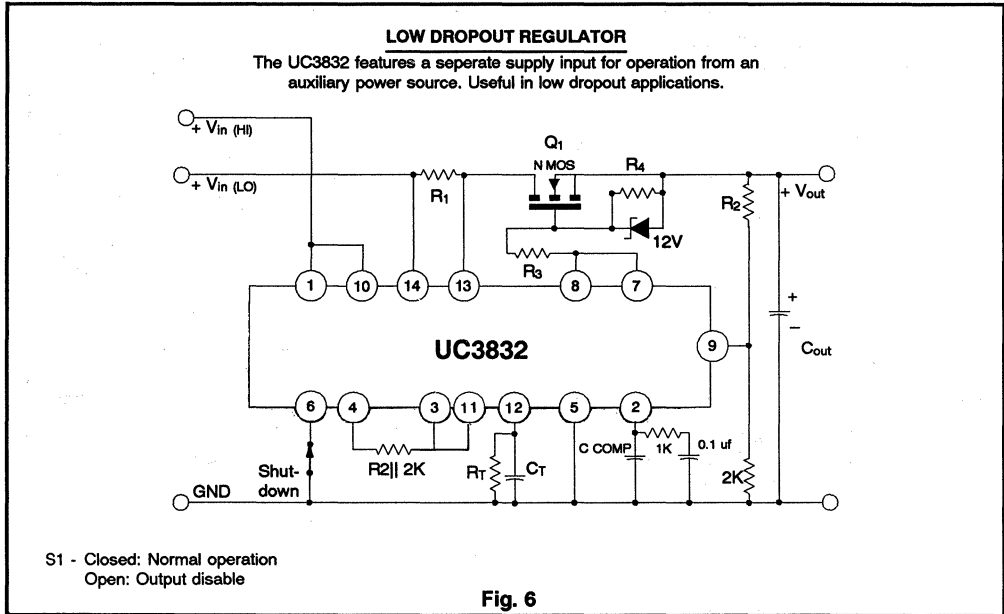 LOW DROPOUT REGULATOR
The UC3832 features a seperate supply input for operation from an
auxiliary power source. Useful in low dropout applications.
+ Vin (HI)
Q1
N MOS
R4
+ Vin (LO)
R1
R2
+ Vout
12V
R3
1 10 14 13 8 7
+
−
Cout
UC3832
9
6 4 3 11 12 5 2
C COMP
1K
0.1 uf
R2|| 2K
RT
CT
2K
Shut-
down
GND
S1 - Closed: Normal operation
Open: Output disable
Fig. 6